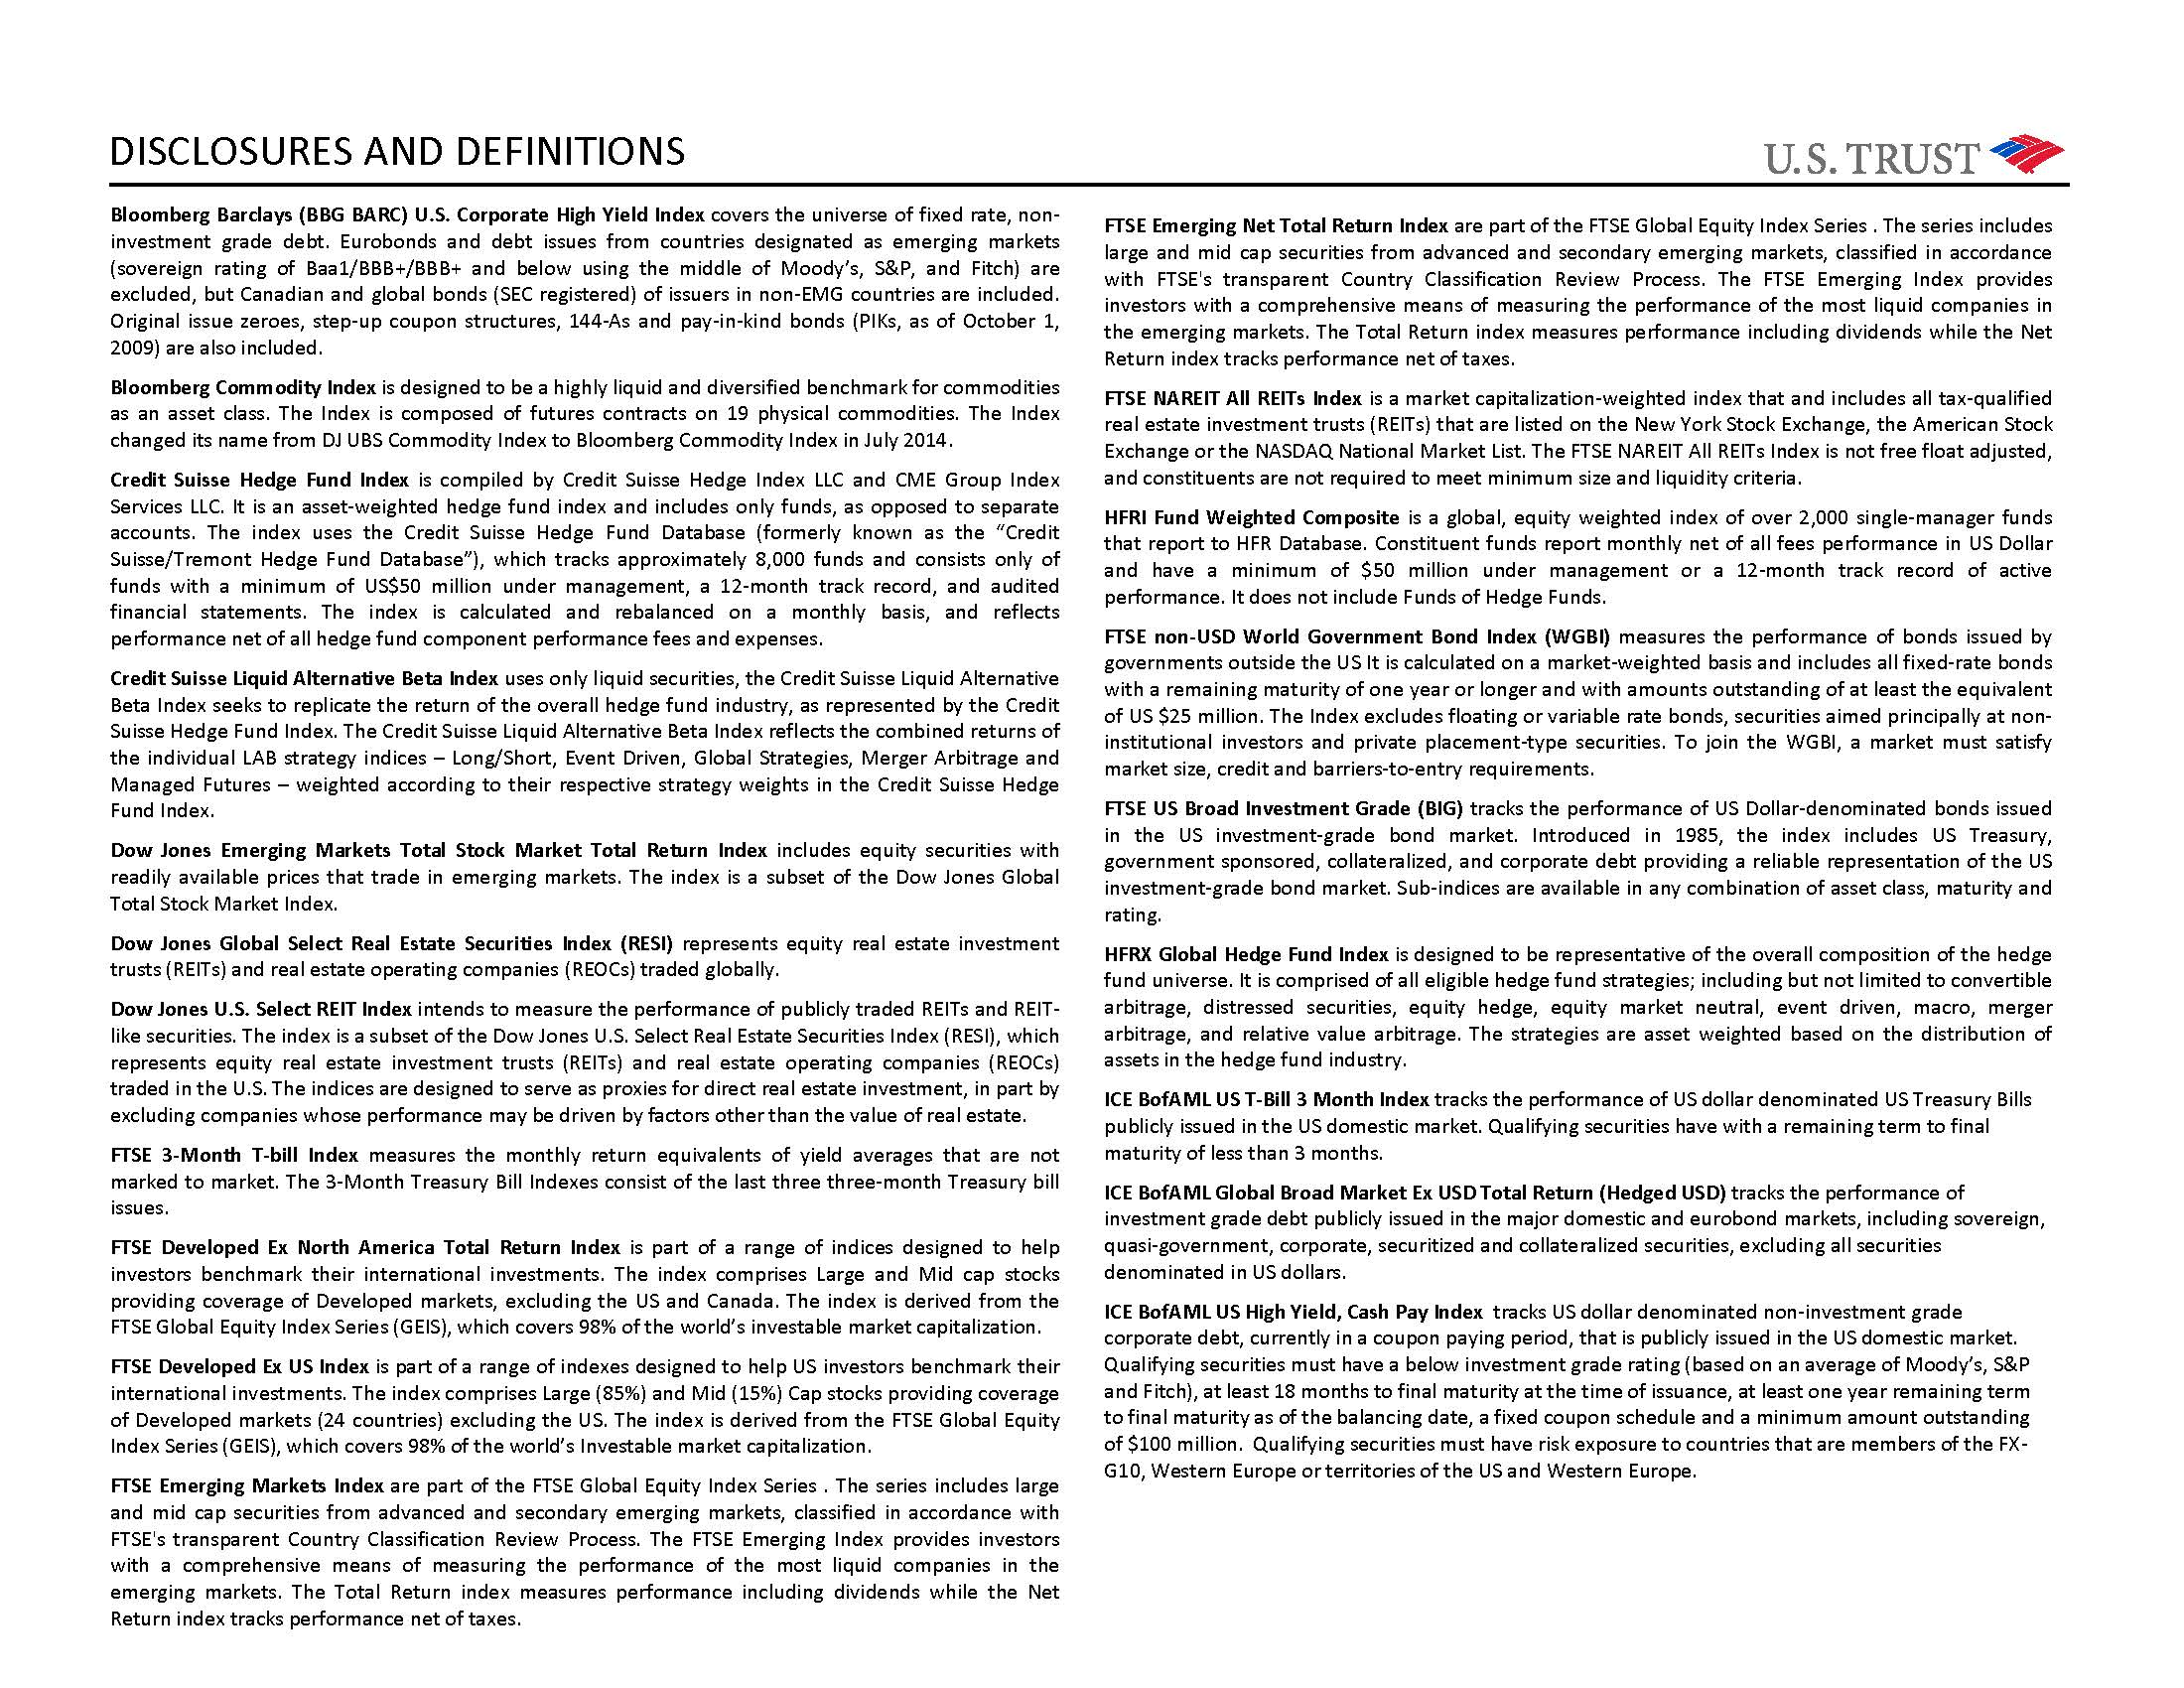 DISCLOSURES AND DEFINITIONS
U.S. TRUST
Bloomberg Barclays (BBG BARC) U.S. Corporate High Yield Index covers the universe of fixed rate, non-
investment grade debt. Eurobonds and debt issues from countries designated as emerging markets
(sovereign rating of Baa1/BBB+/BBB+ and below using the middle of Moody’s, S&P, and Fitch) are
excluded, but Canadian and global bonds (SEC registered) of issuers in non-EMG countries are included.
Original issue zeroes, step-up coupon structures, 144-As and pay-in-kind bonds (PIKs, as of October 1,
2009) are also included.
Bloomberg Commodity Index is designed to be a highly liquid and diversified benchmark for commodities
as an asset class. The Index is composed of futures contracts on 19 physical commodities. The Index
changed its name from DJ UBS Commodity Index to Bloomberg Commodity Index in July 2014.
Credit Suisse Hedge Fund Index is compiled by Credit Suisse Hedge Index LLC and CME Group Index
Services LLC. It is an asset-weighted hedge fund index and includes only funds, as opposed to separate
accounts. The index uses the Credit Suisse Hedge Fund Database (formerly known as the “Credit
Suisse/Tremont Hedge Fund Database”), which tracks approximately 8,000 funds and consists only of
funds with a minimum of US$50 million under management, a 12-month track record, and audited
financial statements. The index is calculated and rebalanced on a monthly basis, and reflects
performance net of all hedge fund component performance fees and expenses.
Credit Suisse Liquid Alternative Beta Index uses only liquid securities, the Credit Suisse Liquid Alternative
Beta Index seeks to replicate the return of the overall hedge fund industry, as represented by the Credit
Suisse Hedge Fund Index. The Credit Suisse Liquid Alternative Beta Index reflects the combined returns of
the individual LAB strategy indices – Long/Short, Event Driven, Global Strategies, Merger Arbitrage and
Managed Futures – weighted according to their respective strategy weights in the Credit Suisse Hedge
Fund Index.
Dow Jones Emerging Markets Total Stock Market Total Return Index includes equity securities with
readily available prices that trade in emerging markets. The index is a subset of the Dow Jones Global
Total Stock Market Index.
Dow Jones Global Select Real Estate Securities Index (RESI) represents equity real estate investment
trusts (REITs) and real estate operating companies (REOCs) traded globally.
Dow Jones U.S. Select REIT Index intends to measure the performance of publicly traded REITs and REIT-
like securities. The index is a subset of the Dow Jones U.S. Select Real Estate Securities Index (RESI), which
represents equity real estate investment trusts (REITs) and real estate operating companies (REOCs)
traded in the U.S. The indices are designed to serve as proxies for direct real estate investment, in part by
excluding companies whose performance may be driven by factors other than the value of real estate.
FTSE 3-Month T-bill Index measures the monthly return equivalents of yield averages that are not
marked to market. The 3-Month Treasury Bill Indexes consist of the last three three-month Treasury bill
issues.
FTSE Developed Ex North America Total Return Index is part of a range of indices designed to help
investors benchmark their international investments. The index comprises Large and Mid cap stocks
providing coverage of Developed markets, excluding the US and Canada. The index is derived from the
FTSE Global Equity Index Series (GEIS), which covers 98% of the world’s investable market capitalization.
FTSE Developed Ex US Index is part of a range of indexes designed to help US investors benchmark their
international investments. The index comprises Large (85%) and Mid (15%) Cap stocks providing coverage
of Developed markets (24 countries) excluding the US. The index is derived from the FTSE Global Equity
Index Series (GEIS), which covers 98% of the world’s Investable market capitalization.
FTSE Emerging Markets Index are part of the FTSE Global Equity Index Series . The series includes large
and mid cap securities from advanced and secondary emerging markets, classified in accordance with
FTSE's transparent Country Classification Review Process. The FTSE Emerging Index provides investors
with a comprehensive means of measuring the performance of the most liquid companies in the
emerging markets. The Total Return index measures performance including dividends while the Net
Return index tracks performance net of taxes.
FTSE Emerging Net Total Return Index are part of the FTSE Global Equity Index Series . The series includes
large and mid cap securities from advanced and secondary emerging markets, classified in accordance
with FTSE's transparent Country Classification Review Process. The FTSE Emerging Index provides
investors with a comprehensive means of measuring the performance of the most liquid companies in
the emerging markets. The Total Return index measures performance including dividends while the Net
Return index tracks performance net of taxes.
FTSE NAREIT All REITs Index is a market capitalization-weighted index that and includes all tax-qualified
real estate investment trusts (REITs) that are listed on the New York Stock Exchange, the American Stock
Exchange or the NASDAQ National Market List. The FTSE NAREIT All REITs Index is not free float adjusted,
and constituents are not required to meet minimum size and liquidity criteria.
HFRI Fund Weighted Composite is a global, equity weighted index of over 2,000 single-manager funds
that report to HFR Database. Constituent funds report monthly net of all fees performance in US Dollar
and have a minimum of $50 million under management or a 12-month track record of active
performance. It does not include Funds of Hedge Funds.
FTSE non-USD World Government Bond Index (WGBI) measures the performance of bonds issued by
governments outside the US It is calculated on a market-weighted basis and includes all fixed-rate bonds
with a remaining maturity of one year or longer and with amounts outstanding of at least the equivalent
of US $25 million. The Index excludes floating or variable rate bonds, securities aimed principally at non-
institutional investors and private placement-type securities. To join the WGBI, a market must satisfy
market size, credit and barriers-to-entry requirements.
FTSE US Broad Investment Grade (BIG) tracks the performance of US Dollar-denominated bonds issued
in the US investment-grade bond market. Introduced in 1985, the index includes US Treasury,
government sponsored, collateralized, and corporate debt providing a reliable representation of the US
investment-grade bond market. Sub-indices are available in any combination of asset class, maturity and
rating.
HFRX Global Hedge Fund Index is designed to be representative of the overall composition of the hedge
fund universe. It is comprised of all eligible hedge fund strategies; including but not limited to convertible
arbitrage, distressed securities, equity hedge, equity market neutral, event driven, macro, merger
arbitrage, and relative value arbitrage. The strategies are asset weighted based on the distribution of
assets in the hedge fund industry.
ICE BofAML US T-Bill 3 Month Index tracks the performance of US dollar denominated US Treasury Bills
publicly issued in the US domestic market. Qualifying securities have with a remaining term to final
maturity of less than 3 months.
ICE BofAML Global Broad Market Ex USD Total Return (Hedged USD) tracks the performance of
investment grade debt publicly issued in the major domestic and eurobond markets, including sovereign,
quasi-government, corporate, securitized and collateralized securities, excluding all securities
denominated in US dollars.
ICE BofAML US High Yield, Cash Pay Index tracks US dollar denominated non-investment grade
corporate debt, currently in a coupon paying period, that is publicly issued in the US domestic market.
Qualifying securities must have a below investment grade rating (based on an average of Moody’s, S&P
and Fitch), at least 18 months to final maturity at the time of issuance, at least one year remaining term
to final maturity as of the balancing date, a fixed coupon schedule and a minimum amount outstanding
of $100 million. Qualifying securities must have risk exposure to countries that are members of the FX-
G10, Western Europe or territories of the US and Western Europe.